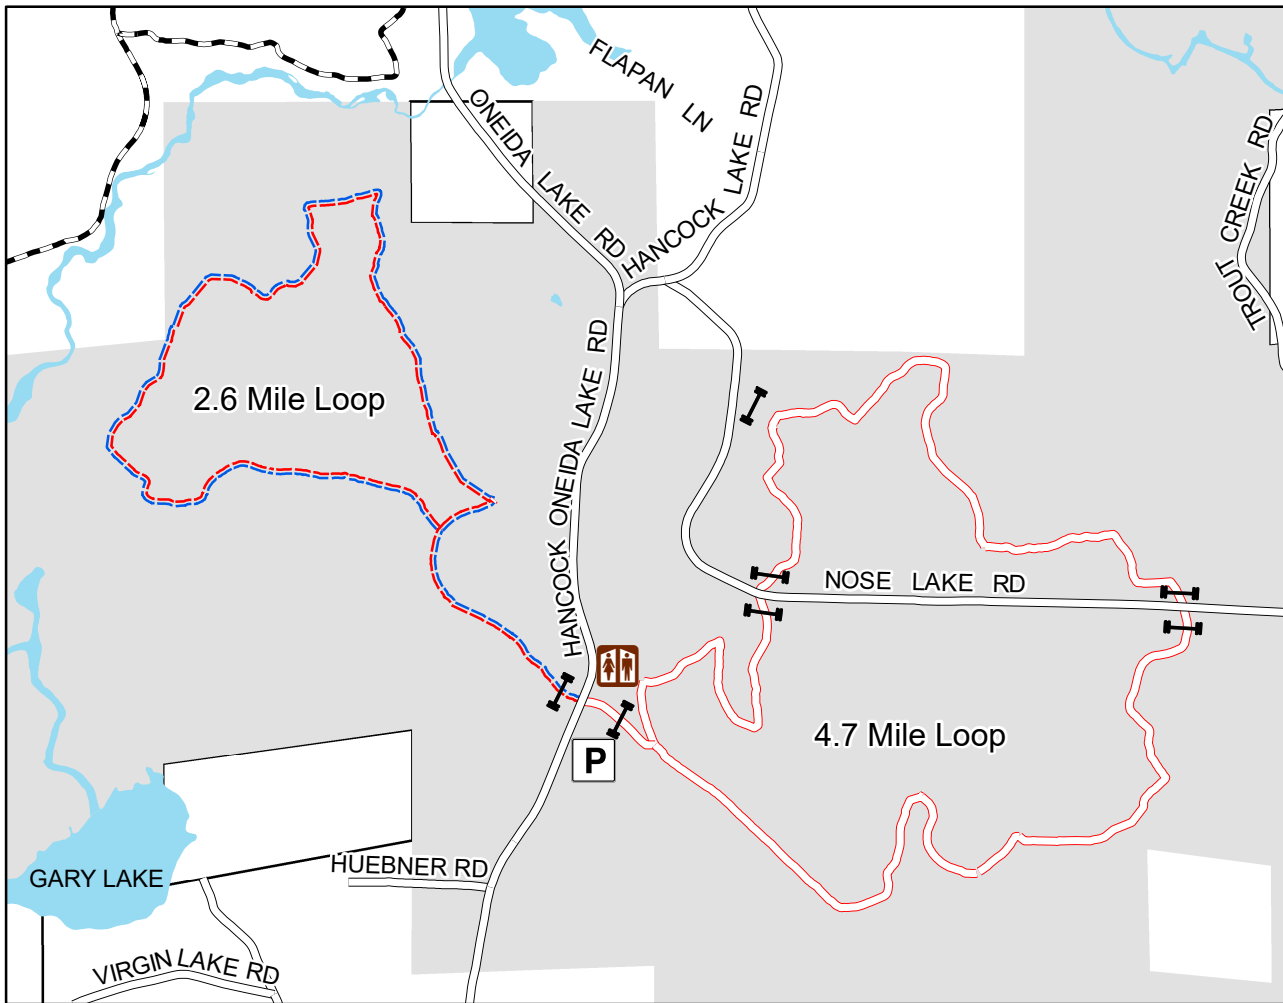 FLAPAN LN
ONEIDA LAKE RD
HANCOCK LAKE RD
TROUT CREEK RD
2.6 Mile Loop
HANCOCK ONEIDA LAKE RD
NOSE LAKE RD
4.7 Mile Loop
P
HUEBNER RD
GARY LAKE
VIRGIN LAKE RD